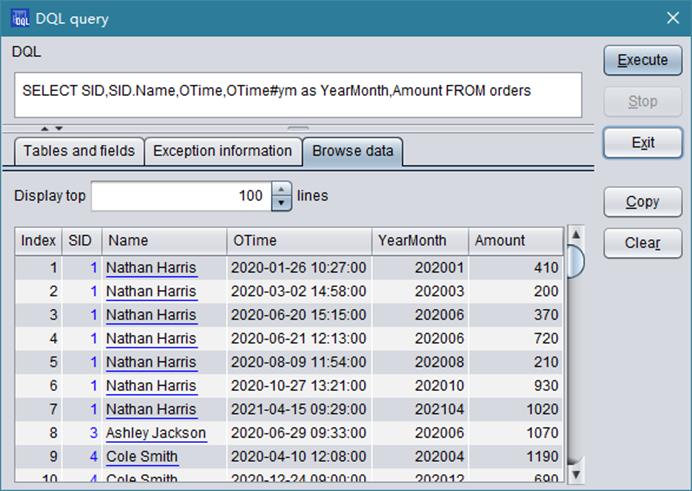 DQL DQL query
DQL
SELECT SID,SID.Name,OTime,OTime#ym as YearMonth,Amount FROM orders
Execute
Stop
Exit
Tables and fields Exception information Browse data
Display top 100 lines
Copy
Clear
Index SID Name OTime YearMonth Amount
1 1 Nathan Harris 2020-01-26 10:27:00 202001 410
2 1 Nathan Harris 2020-03-02 14:58:00 202003 200
3 1 Nathan Harris 2020-06-20 15:15:00 202006 370
4 1 Nathan Harris 2020-06-21 12:13:00 202006 720
5 1 Nathan Harris 2020-08-09 11:54:00 202008 210
6 1 Nathan Harris 2020-10-27 13:21:00 202010 930
7 1 Nathan Harris 2021-04-15 09:29:00 202104 1020
8 3 Ashley Jackson 2020-06-29 09:33:00 202006 1070
9 4 Cole Smith 2020-04-10 12:08:00 202004 1190
10 4 Cole Smith 2020-12-24 09:00:00 202012 690